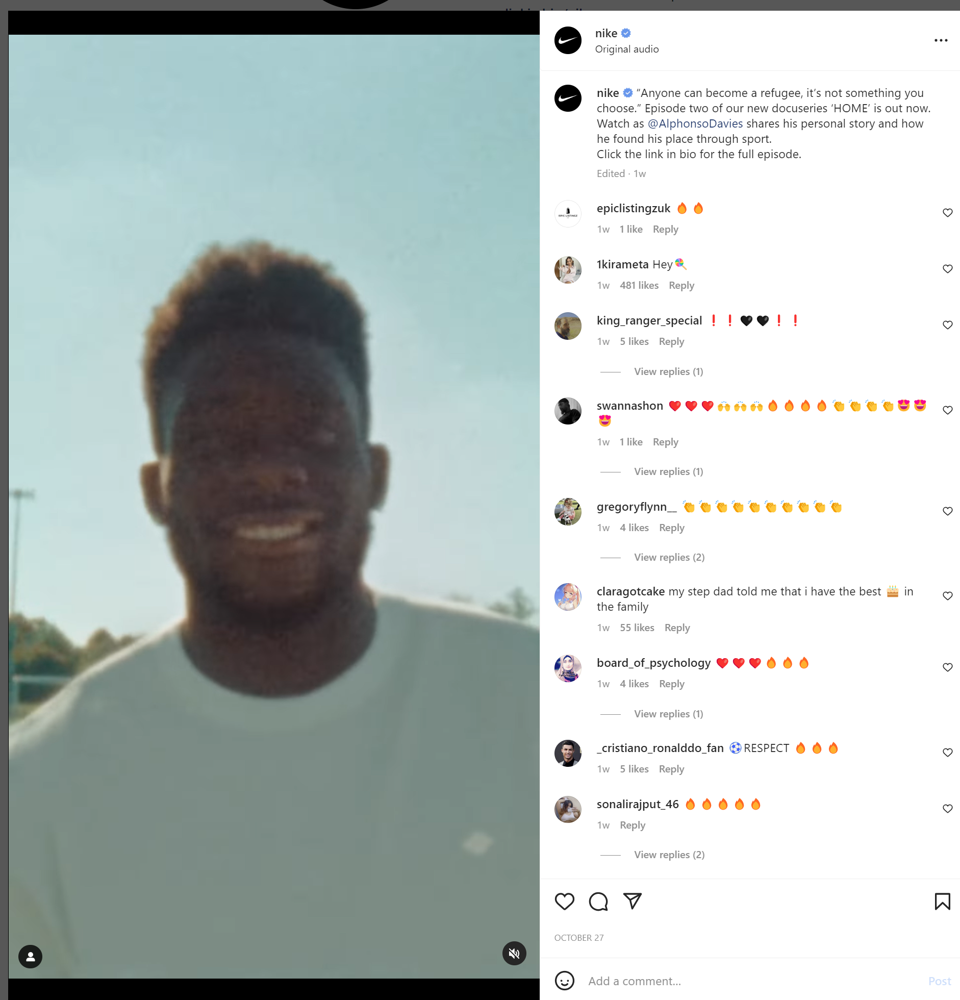 nike
Original audio
nike “Anyone can become a refugee, it’s not something you
choose.” Episode two of our new docuseries ‘HOME’ is out now.
Watch as @AlphonsoDavies shares his personal story and how
he found his place through sport.
Click the link in bio for the full episode.
Edited · 1w
EPIC LISTINGZ
epiclistingzuk 🔥🔥
1w 1 like Reply
1kirameta Hey🍭
1w 481 likes Reply
king_ranger_special ❗❗🖤🖤❗❗
1w 5 likes Reply
View replies (1)
swannashon ❤️❤️❤️🙌🙌🙌🔥🔥🔥🔥👏👏👏👏😍😍
😍
1w 1 like Reply
View replies (1)
gregoryflynn__ 👏👏👏👏👏👏👏👏👏👏
1w 4 likes Reply
View replies (2)
claragotcake my step dad told me that i have the best 🎂 in
the family
1w 55 likes Reply
board_of_psychology ❤️❤️❤️🔥🔥🔥
1w 4 likes Reply
View replies (1)
_cristiano_ronalddo_fan ⚽RESPECT 🔥🔥🔥
1w 5 likes Reply
sonalirajput_46 🔥🔥🔥🔥🔥
1w Reply
View replies (2)
OCTOBER 27
Add a comment...
Post